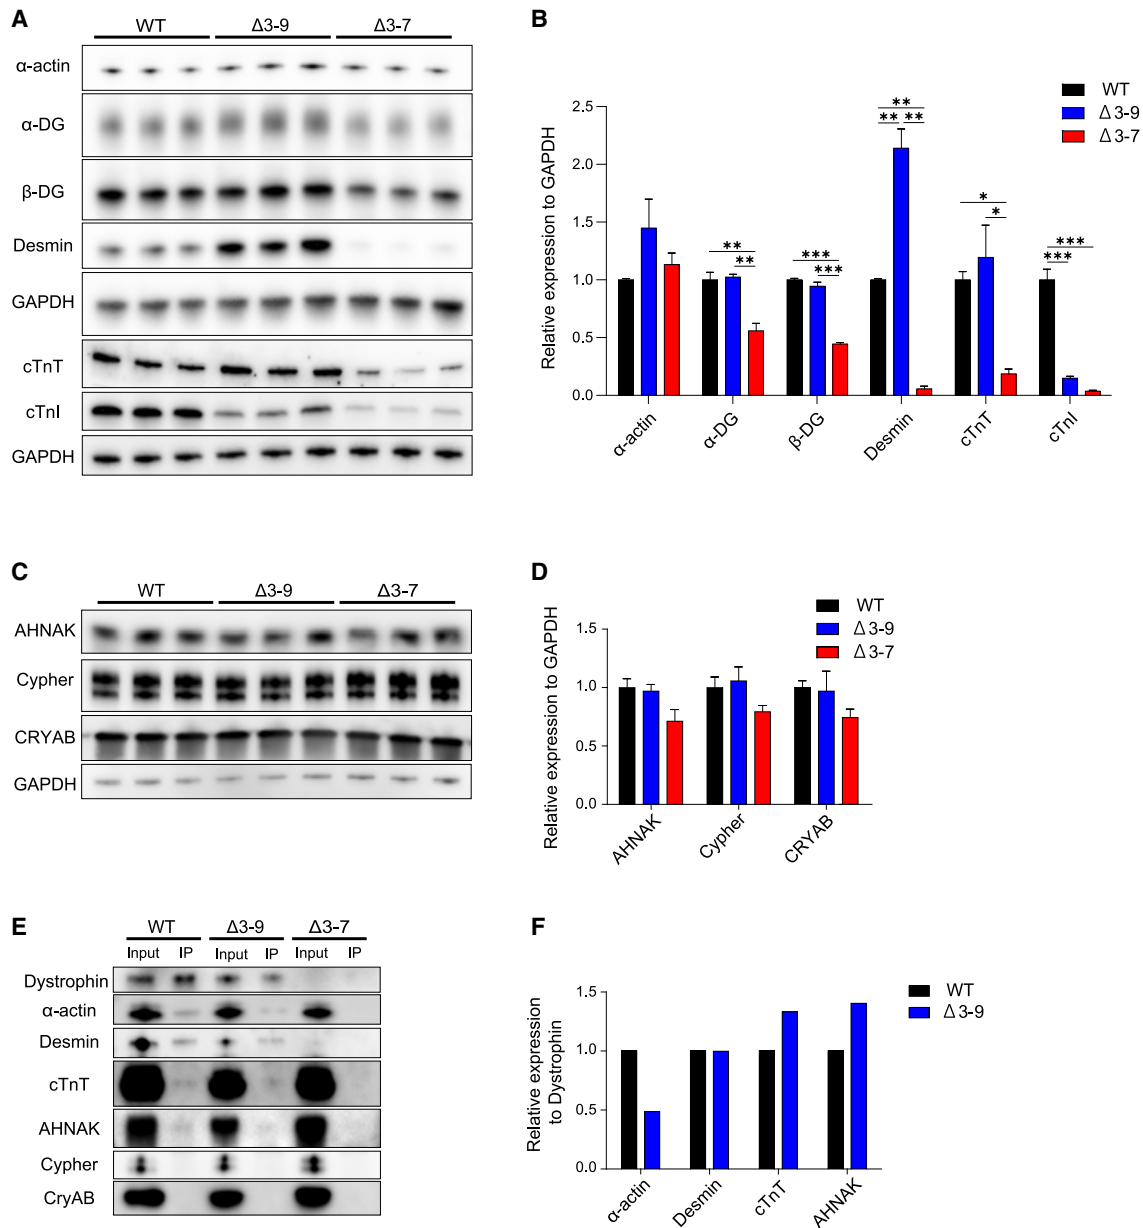 A
WT Δ3-9 Δ3-7
α-actin
α-DG
β-DG
Desmin
GAPDH
cTnT
cTnI
GAPDH
B
WT
Δ3-9
Δ3-7
Relative expression to GAPDH
2.5
2.0
1.5
1.0
0.5
0.0
** ** **
** **
*** ***
* *
*** ***
α-actin α-DG β-DG Desmin cTnT cTnI
C
WT Δ3-9 Δ3-7
AHNAK
Cypher
CRYAB
GAPDH
D
WT
Δ3-9
Δ3-7
Relative expression to GAPDH
1.5
1.0
0.5
0.0
AHNAK Cypher CRYAB
E
WT Δ3-9 Δ3-7
Input IP Input IP Input IP
Dystrophin
α-actin
Desmin
cTnT
AHNAK
Cypher
CryAB
F
WT
Δ3-9
Relative expression
to Dystrophin
1.5
1.0
0.5
0.0
α-actin Desmin cTnT AHNAK